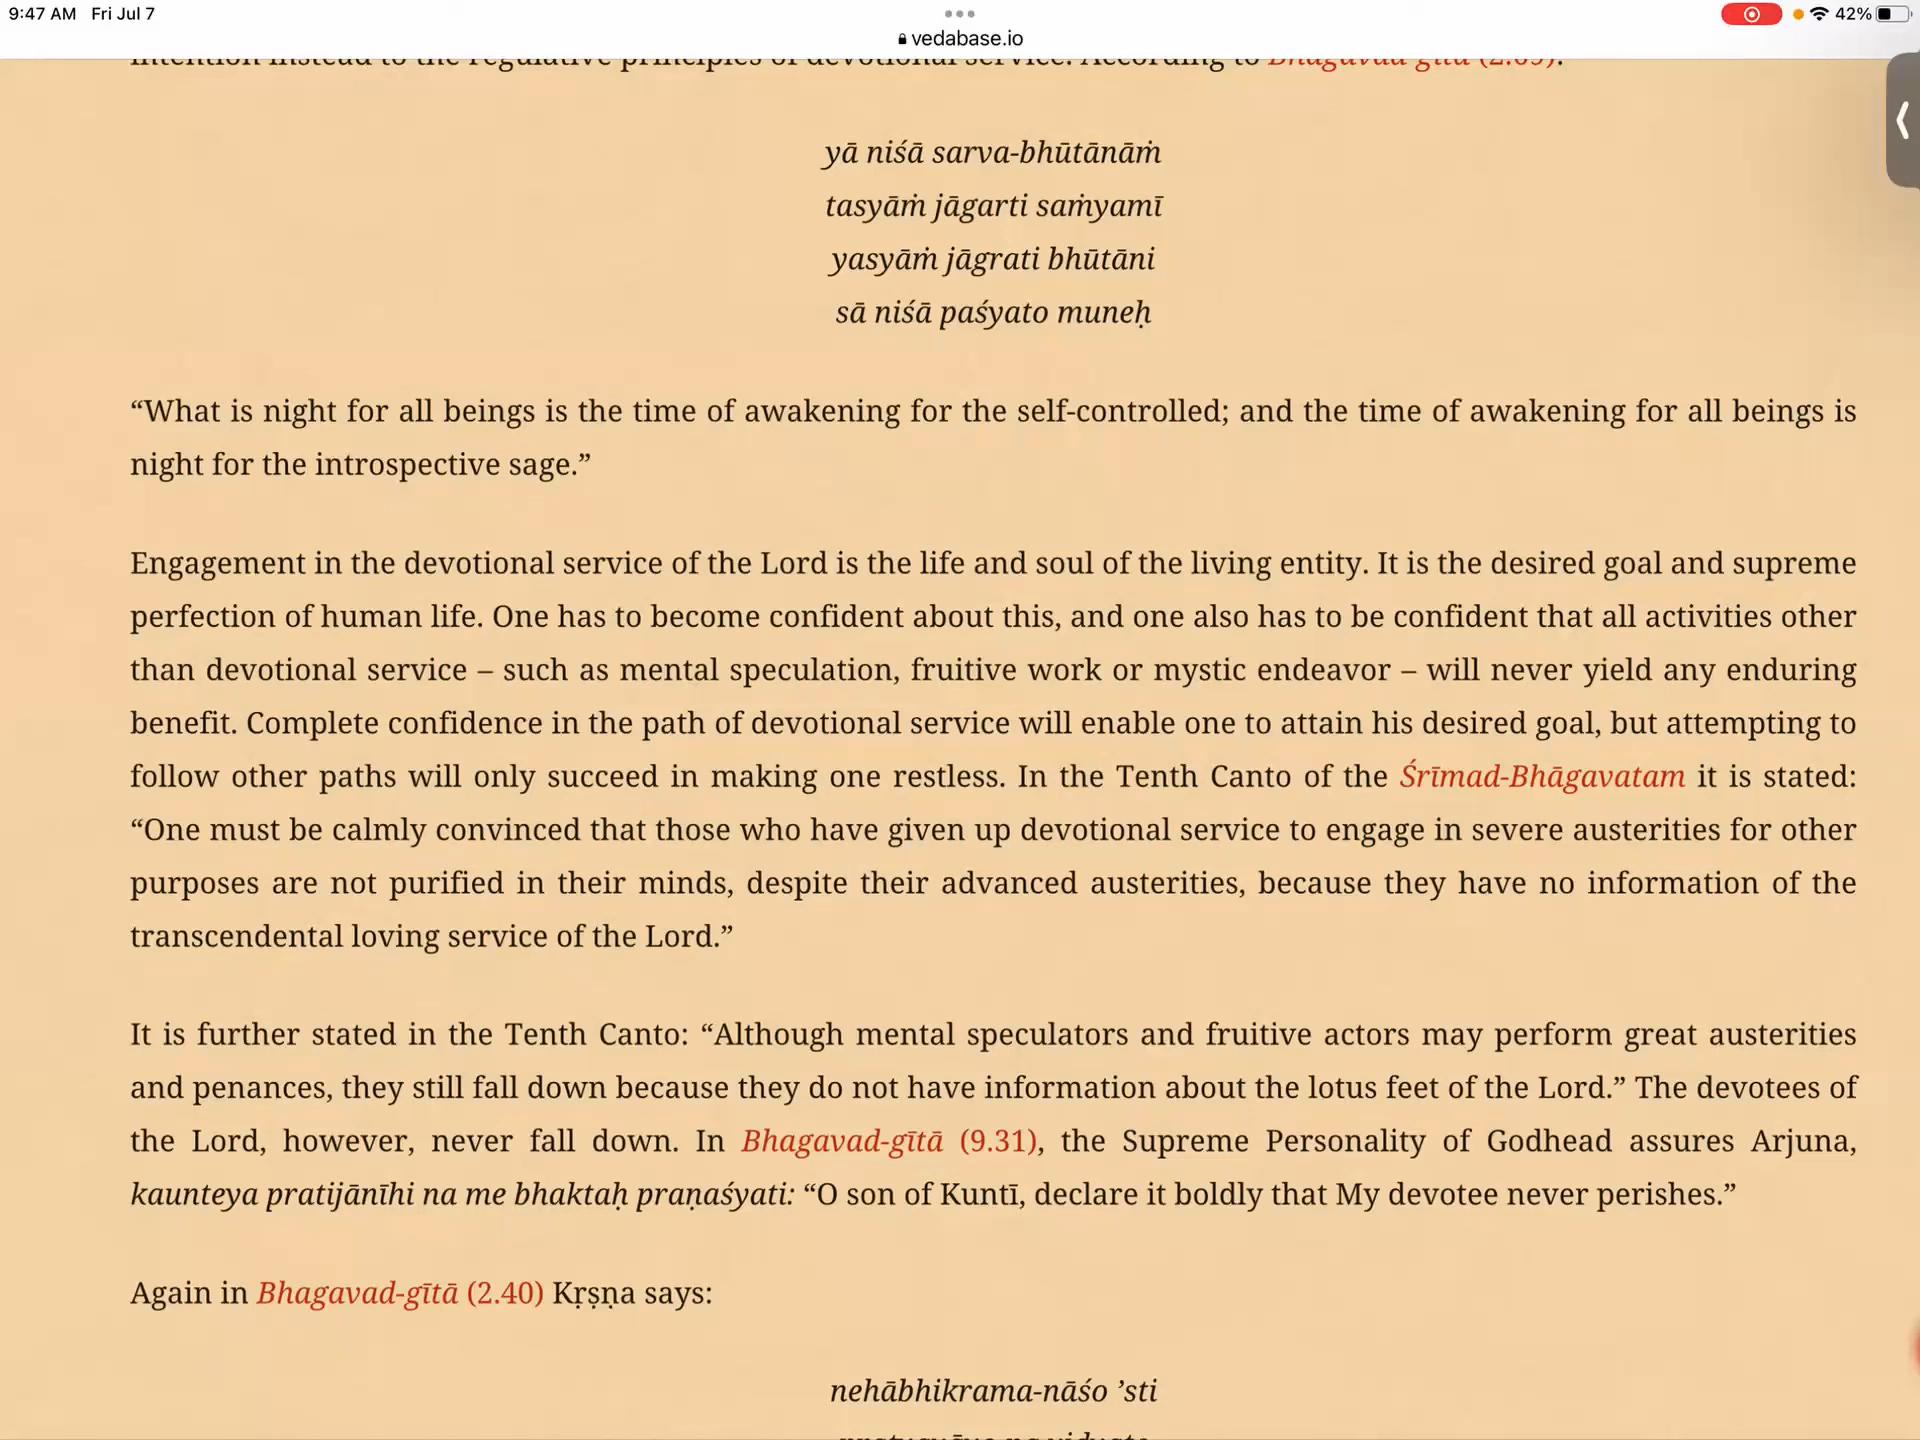 9:47 AM Fri Jul 7
42%
vedabase.io
intention instead to the regulative principles of devotional service. According to Bhagavad-gītā (2.69):
yā niśā sarva-bhūtānāṁ
tasyāṁ jāgarti saṁyamī
yasyāṁ jāgrati bhūtāni
sā niśā paśyato muneḥ
“What is night for all beings is the time of awakening for the self-controlled; and the time of awakening for all beings is
night for the introspective sage.”
Engagement in the devotional service of the Lord is the life and soul of the living entity. It is the desired goal and supreme
perfection of human life. One has to become confident about this, and one also has to be confident that all activities other
than devotional service – such as mental speculation, fruitive work or mystic endeavor – will never yield any enduring
benefit. Complete confidence in the path of devotional service will enable one to attain his desired goal, but attempting to
follow other paths will only succeed in making one restless. In the Tenth Canto of the Śrīmad-Bhāgavatam it is stated:
“One must be calmly convinced that those who have given up devotional service to engage in severe austerities for other
purposes are not purified in their minds, despite their advanced austerities, because they have no information of the
transcendental loving service of the Lord.”
It is further stated in the Tenth Canto: “Although mental speculators and fruitive actors may perform great austerities
and penances, they still fall down because they do not have information about the lotus feet of the Lord.” The devotees of
the Lord, however, never fall down. In Bhagavad-gītā (9.31), the Supreme Personality of Godhead assures Arjuna,
kaunteya pratijānīhi na me bhaktaḥ praṇaśyati: “O son of Kuntī, declare it boldly that My devotee never perishes.”
Again in Bhagavad-gītā (2.40) Kṛṣṇa says:
nehābhikrama-nāśo ’sti